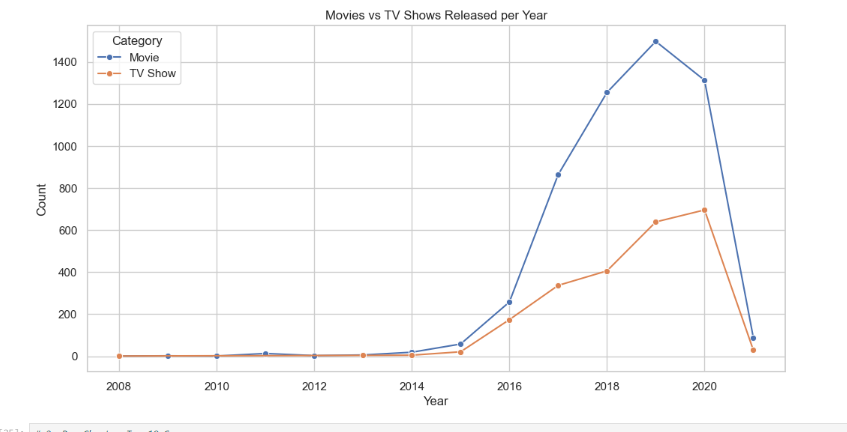 Movies vs TV Shows Released per Year
Category
Movie
TV Show
1400
1200
1000
800
600
400
200
0
Count
2008 2010 2012 2014 2016 2018 2020
Year